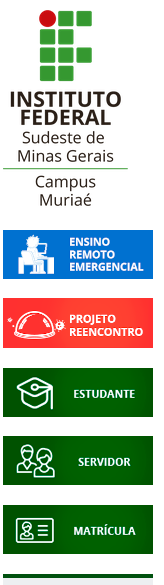 INSTITUTO
FEDERAL
Sudeste de
Minas Gerais
Campus
Muriaé
ENSINO
REMOTO
EMERGENCIAL
PROJETO
REENCONTRO
ESTUDANTE
SERVIDOR
MATRÍCULA